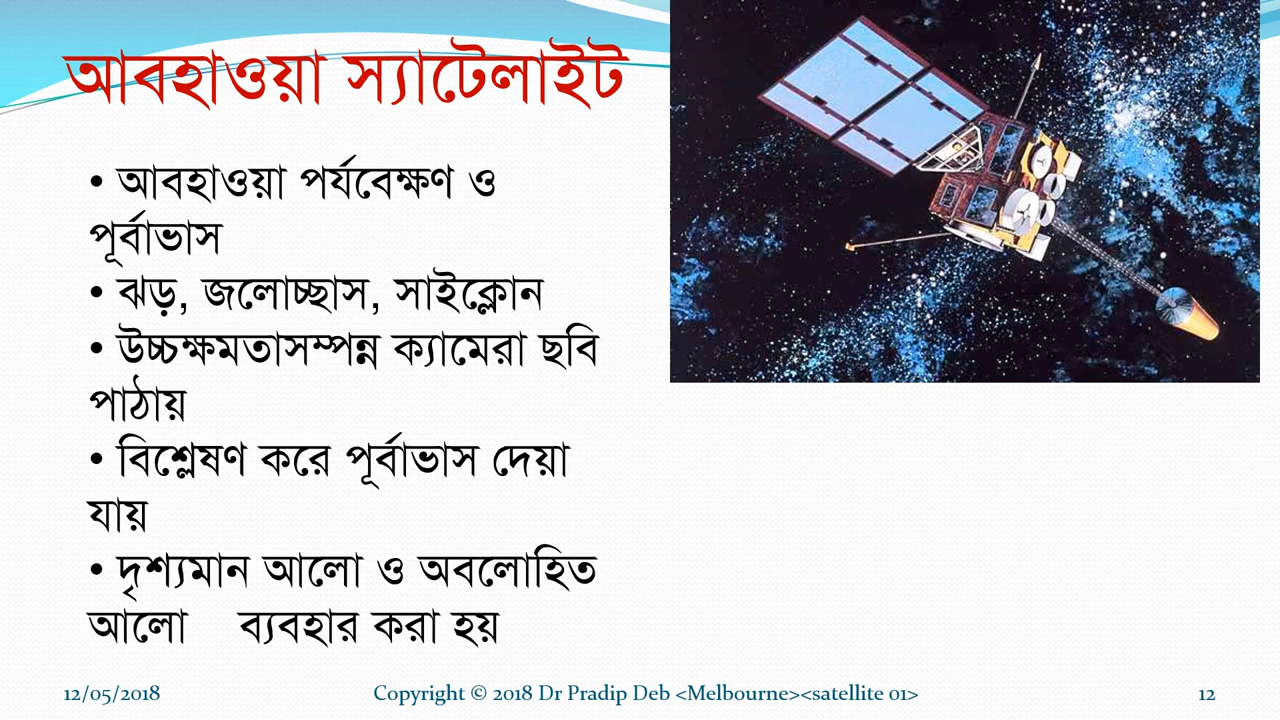 আবহাওয়া স্যাটেলাইট
• আবহাওয়া পর্যবেক্ষণ ও
পূর্বাভাস
• ঝড়, জলোচ্ছাস, সাইক্লোন
• উচ্চক্ষমতাসম্পন্ন ক্যামেরা ছবি
পাঠায়
• বিশ্লেষণ করে পূর্বাভাস দেয়া
যায়
• দৃশ্যমান আলো ও অবলোহিত
আলো ব্যবহার করা হয়
12/05/2018 Copyright © 2018 Dr Pradip Deb <Melbourne><satellite 01> 12